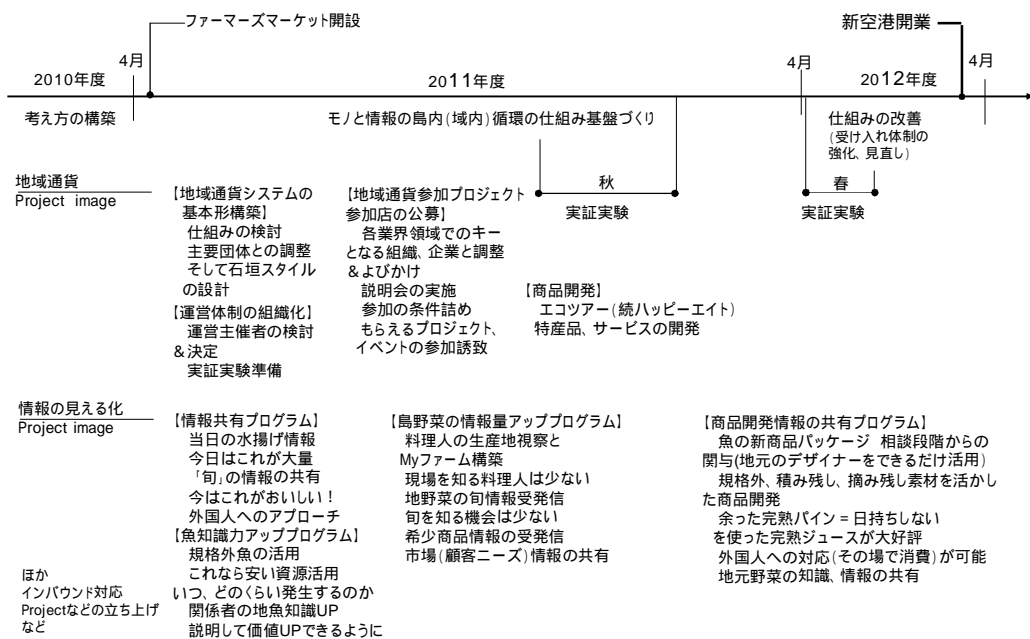 ファーマーズマーケット開設
新空港開業
4月
4月
4月
2010年度
2011年度
2012年度
考え方の構築
モノと情報の島内(域内)循環の仕組み基盤づくり
仕組みの改善
(受け入れ体制の
強化、見直し)
秋
実証実験
春
実証実験
地域通貨
Project image
【地域通貨システムの
基本形構築】
仕組みの検討
主要団体との調整
そして石垣スタイル
の設計
【運営体制の組織化】
運営主催者の検討
&決定
実証実験準備
【地域通貨参加プロジェクト
参加店の公募】
各業界領域でのキー
となる組織、企業と調整
&よびかけ
説明会の実施
参加の条件詰め
もらえるプロジェクト、
イベントの参加誘致
【商品開発】
エコツアー(続ハッピーエイト)
特産品、サービスの開発
情報の見える化
Project image
【情報共有プログラム】
当日の水揚げ情報
今日はこれが大量
「旬」の情報の共有
今はこれがおいしい!
外国人へのアプローチ
【魚知識力アッププログラム】
規格外魚の活用
これなら安い資源活用
いつ、どのくらい発生するのか
関係者の地魚知識UP
説明して価値UPできるように
【島野菜の情報量アッププログラム】
料理人の生産地視察と
Myファーム構築
現場を知る料理人は少ない
地野菜の旬情報受発信
旬を知る機会は少ない
希少商品情報の受発信
市場(顧客ニーズ)情報の共有
【商品開発情報の共有プログラム】
魚の新商品パッケージ 相談段階からの
関与(地元のデザイナーをできるだけ活用)
規格外、積み残し、摘み残し素材を活かし
た商品開発
余った完熟パイン=日持ちしない
を使った完熟ジュースが大好評
外国人への対応(その場で消費)が可能
地元野菜の知識、情報の共有
ほか
インバウンド対応
Projectなどの立ち上げ
など